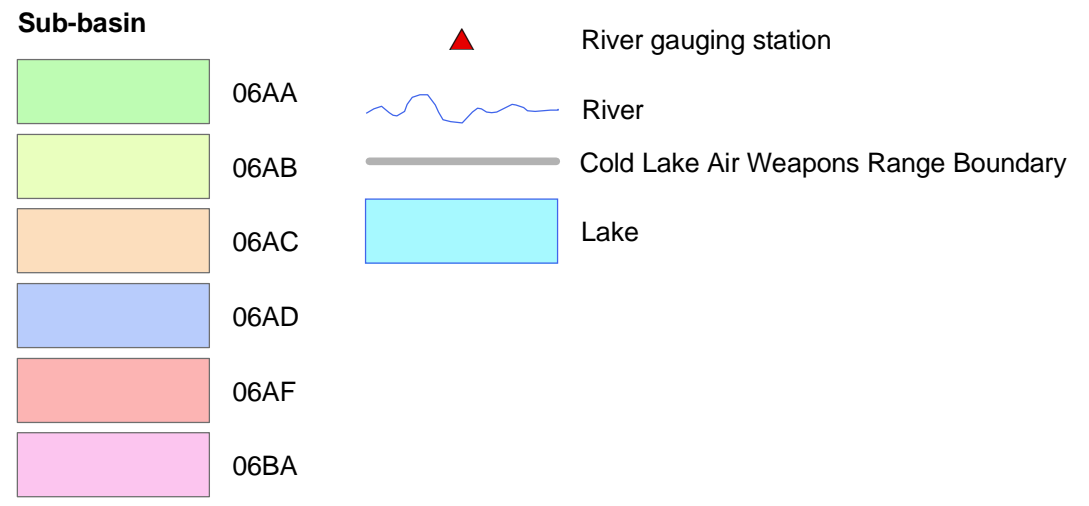 Sub-basin
06AA
06AB
06AC
06AD
06AF
06BA
River gauging station
River
Cold Lake Air Weapons Range Boundary
Lake